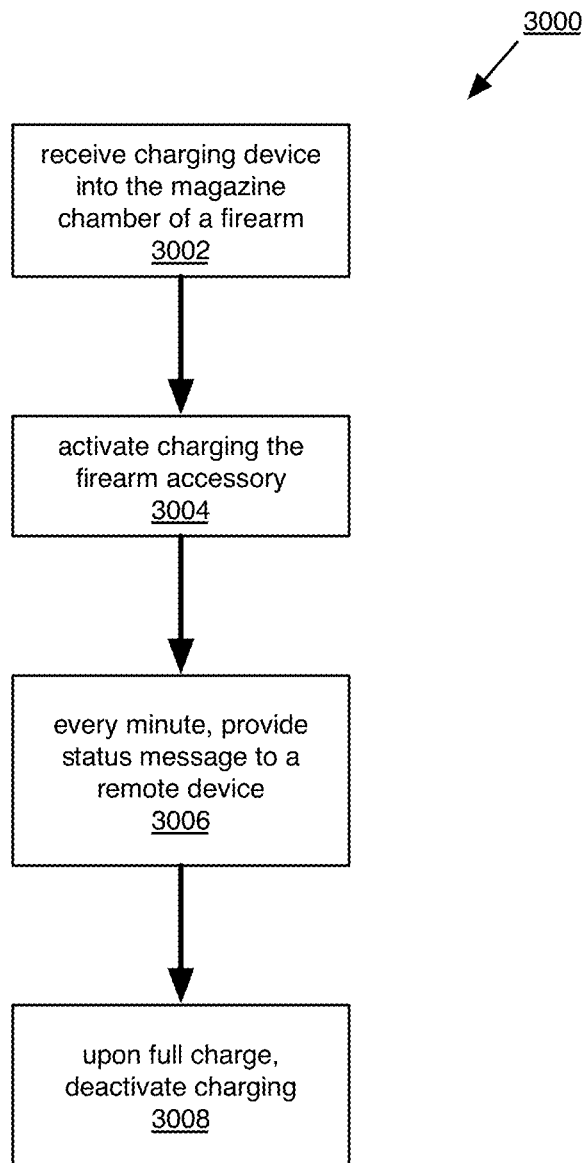 3000
receive charging device
into the magazine
chamber of a firearm
3002
activate charging the
firearm accessory
3004
every minute, provide
status message to a
remote device
3006
upon full charge,
deactivate charging
3008